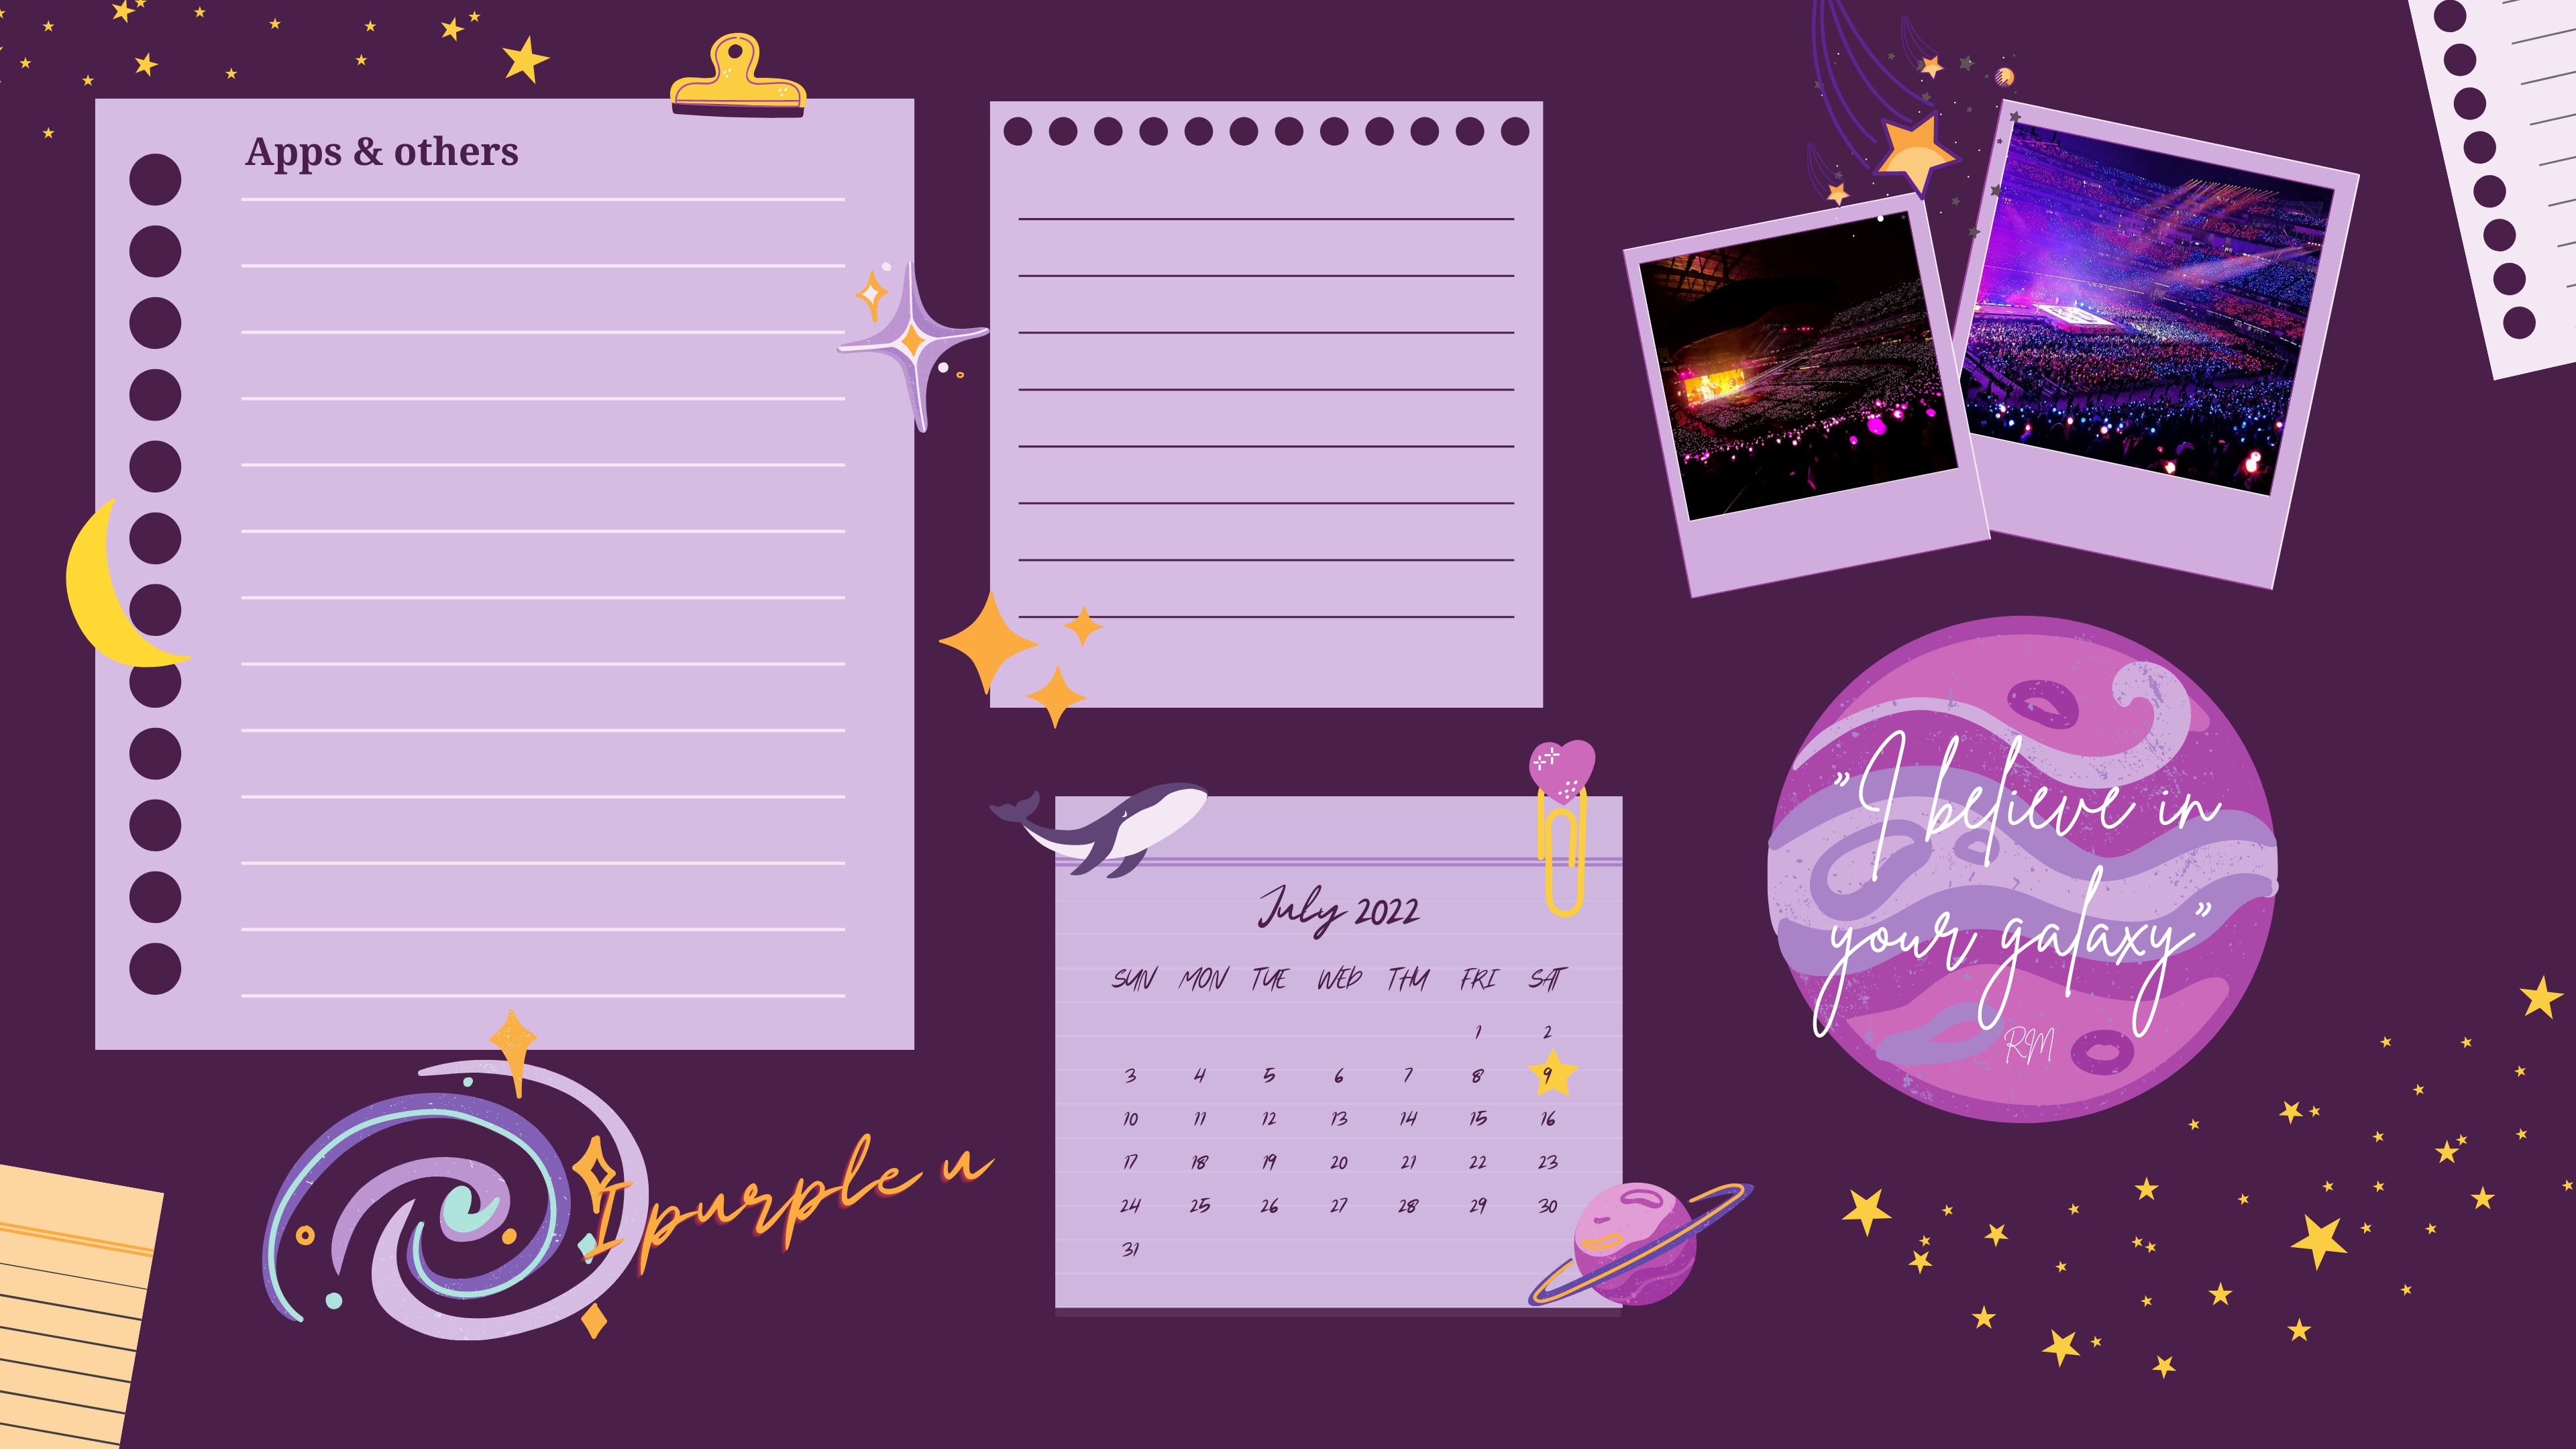 Apps & others
July 2022
SUN MON TUE WED THU FRI SAT
1 2
3 4 5 6 7 8 9
10 11 12 13 14 15 16
17 18 19 20 21 22 23
24 25 26 27 28 29 30
31
"I believe in
your galaxy"
RM
I purple u